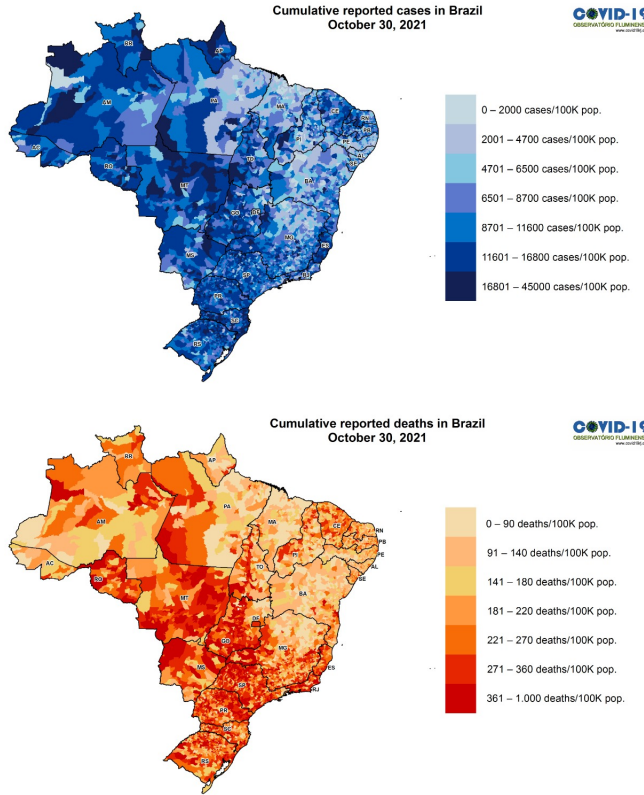 Cumulative reported cases in Brazil
October 30, 2021
COVID-19
OBSERVATÓRIO FLUMINENSE
RR
AP
AM
PA
MA
CE
RN
PB
PE
PI
AL
SE
AC
RO
TO
BA
MT
GO
DF
MG
ES
MS
SP
RJ
PR
SC
RS
0 – 2000 cases/100K pop.
2001 – 4700 cases/100K pop.
4701 – 6500 cases/100K pop.
6501 – 8700 cases/100K pop.
8701 – 11600 cases/100K pop.
11601 – 16800 cases/100K pop.
16801 – 45000 cases/100K pop.
Cumulative reported deaths in Brazil
October 30, 2021
COVID-19
OBSERVATÓRIO FLUMINENSE
RR
AP
AM
PA
MA
CE
RN
PB
PE
PI
AL
SE
AC
RO
TO
BA
MT
DF
GO
MG
MS
ES
SP
RJ
PR
SC
RS
0 – 90 deaths/100K pop.
91 – 140 deaths/100K pop.
141 – 180 deaths/100K pop.
181 – 220 deaths/100K pop.
221 – 270 deaths/100K pop.
271 – 360 deaths/100K pop.
361 – 1.000 deaths/100K pop.